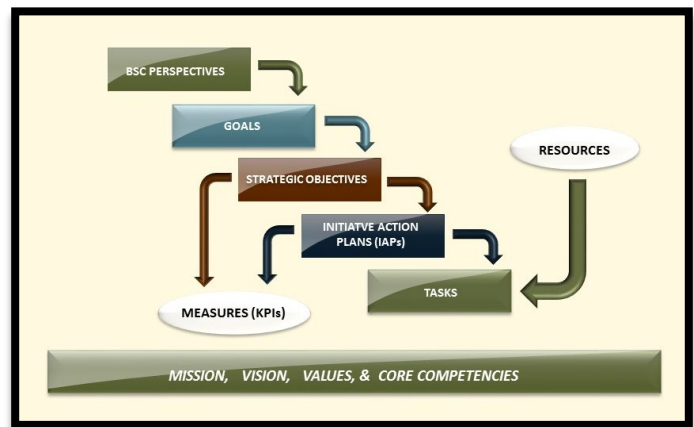 BSC PERSPECTIVES
GOALS
RESOURCES
STRATEGIC OBJECTIVES
INITIATVE ACTION
PLANS (IAPs)
TASKS
MEASURES (KPIs)
MISSION, VISION, VALUES, & CORE COMPETENCIES